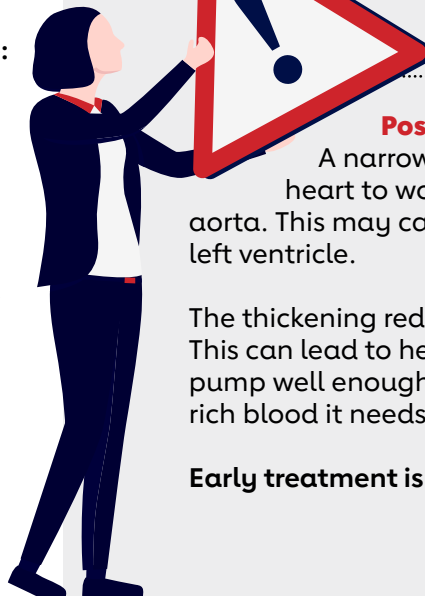 :
Pos
A narrow
heart to wo
aorta. This may ca
left ventricle.
The thickening red
This can lead to he
pump well enough
rich blood it needs
Early treatment is